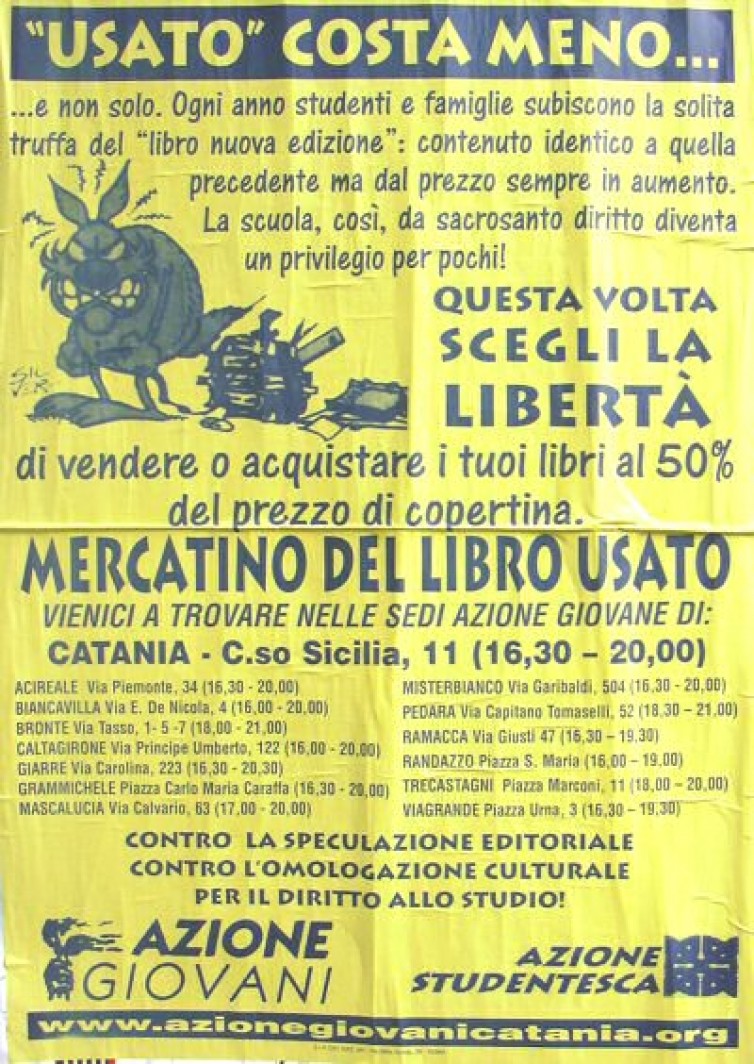 "USATO" COSTA MENO...
...e non solo. Ogni anno studenti e famiglie subiscono la solita
truffa del "libro nuova edizione": contenuto identico a quella
precedente ma dal prezzo sempre in aumento.
La scuola, così, da sacrosanto diritto diventa
un privilegio per pochi!
QUESTA VOLTA
SCEGLI LA
LIBERTÀ
SIL
VER
di vendere o acquistare i tuoi libri al 50%
del prezzo di copertina.
MERCATINO DEL LIBRO USATO
VIENICI A TROVARE NELLE SEDI AZIONE GIOVANE DI:
CATANIA - C.so Sicilia, 11 (16,30 – 20,00)
ACIREALE Via Piemonte, 34 (16,30 - 20,00)
BIANCAVILLA Via E. De Nicola, 4 (16,00 - 20,00)
BRONTE Via Tasso, 1- 5 -7 (18,00 - 21,00)
CALTAGIRONE Via Principe Umberto, 122 (16,00 - 20,00)
GIARRE Via Carolina, 223 (16,30 - 20,30)
GRAMMICHELE Piazza Carlo Maria Caraffa (16,30 - 20,00)
MASCALUCIA Via Calvario, 63 (17,00 - 20,00)
MISTERBIANCO Via Garibaldi, 504 (16,30 - 20,00)
PEDARA Via Capitano Tomaselli, 52 (18,30 – 21,00)
RAMACCA Via Giusti 47 (16,30 – 19,30)
RANDAZZO Piazza S. Maria (16,00 – 19,00)
TRECASTAGNI Piazza Marconi, 11 (18,00 – 20,00)
VIAGRANDE Piazza Urna, 3 (16,30 – 19,30)
CONTRO LA SPECULAZIONE EDITORIALE
CONTRO L'OMOLOGAZIONE CULTURALE
PER IL DIRITTO ALLO STUDIO!
AZIONE
GIOVANI
AZIONE
STUDENTESCA
www.azionegiovanicatania.org